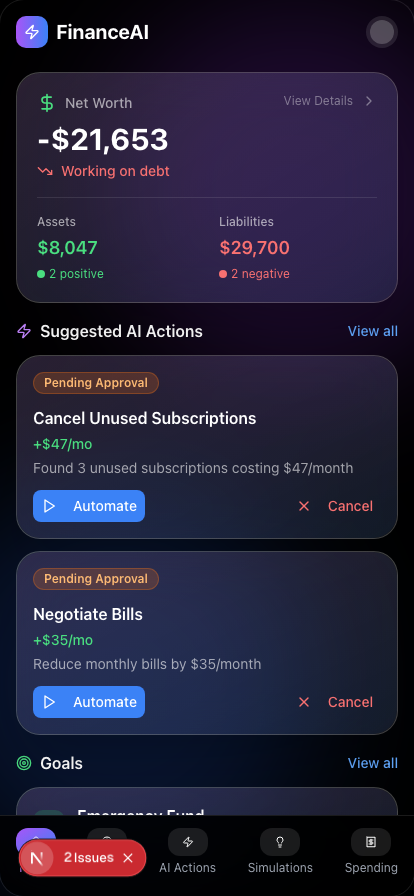 FinanceAI
Net Worth
View Details
-$21,653
Working on debt
Assets
Liabilities
$8,047
$29,700
2 positive
2 negative
Suggested AI Actions
View all
Pending Approval
Cancel Unused Subscriptions
+$47/mo
Found 3 unused subscriptions costing $47/month
Automate
Cancel
Pending Approval
Negotiate Bills
+$35/mo
Reduce monthly bills by $35/month
Automate
Cancel
Goals
View all
Emergency Fund
N
2 Issues
AI Actions
Simulations
Spending